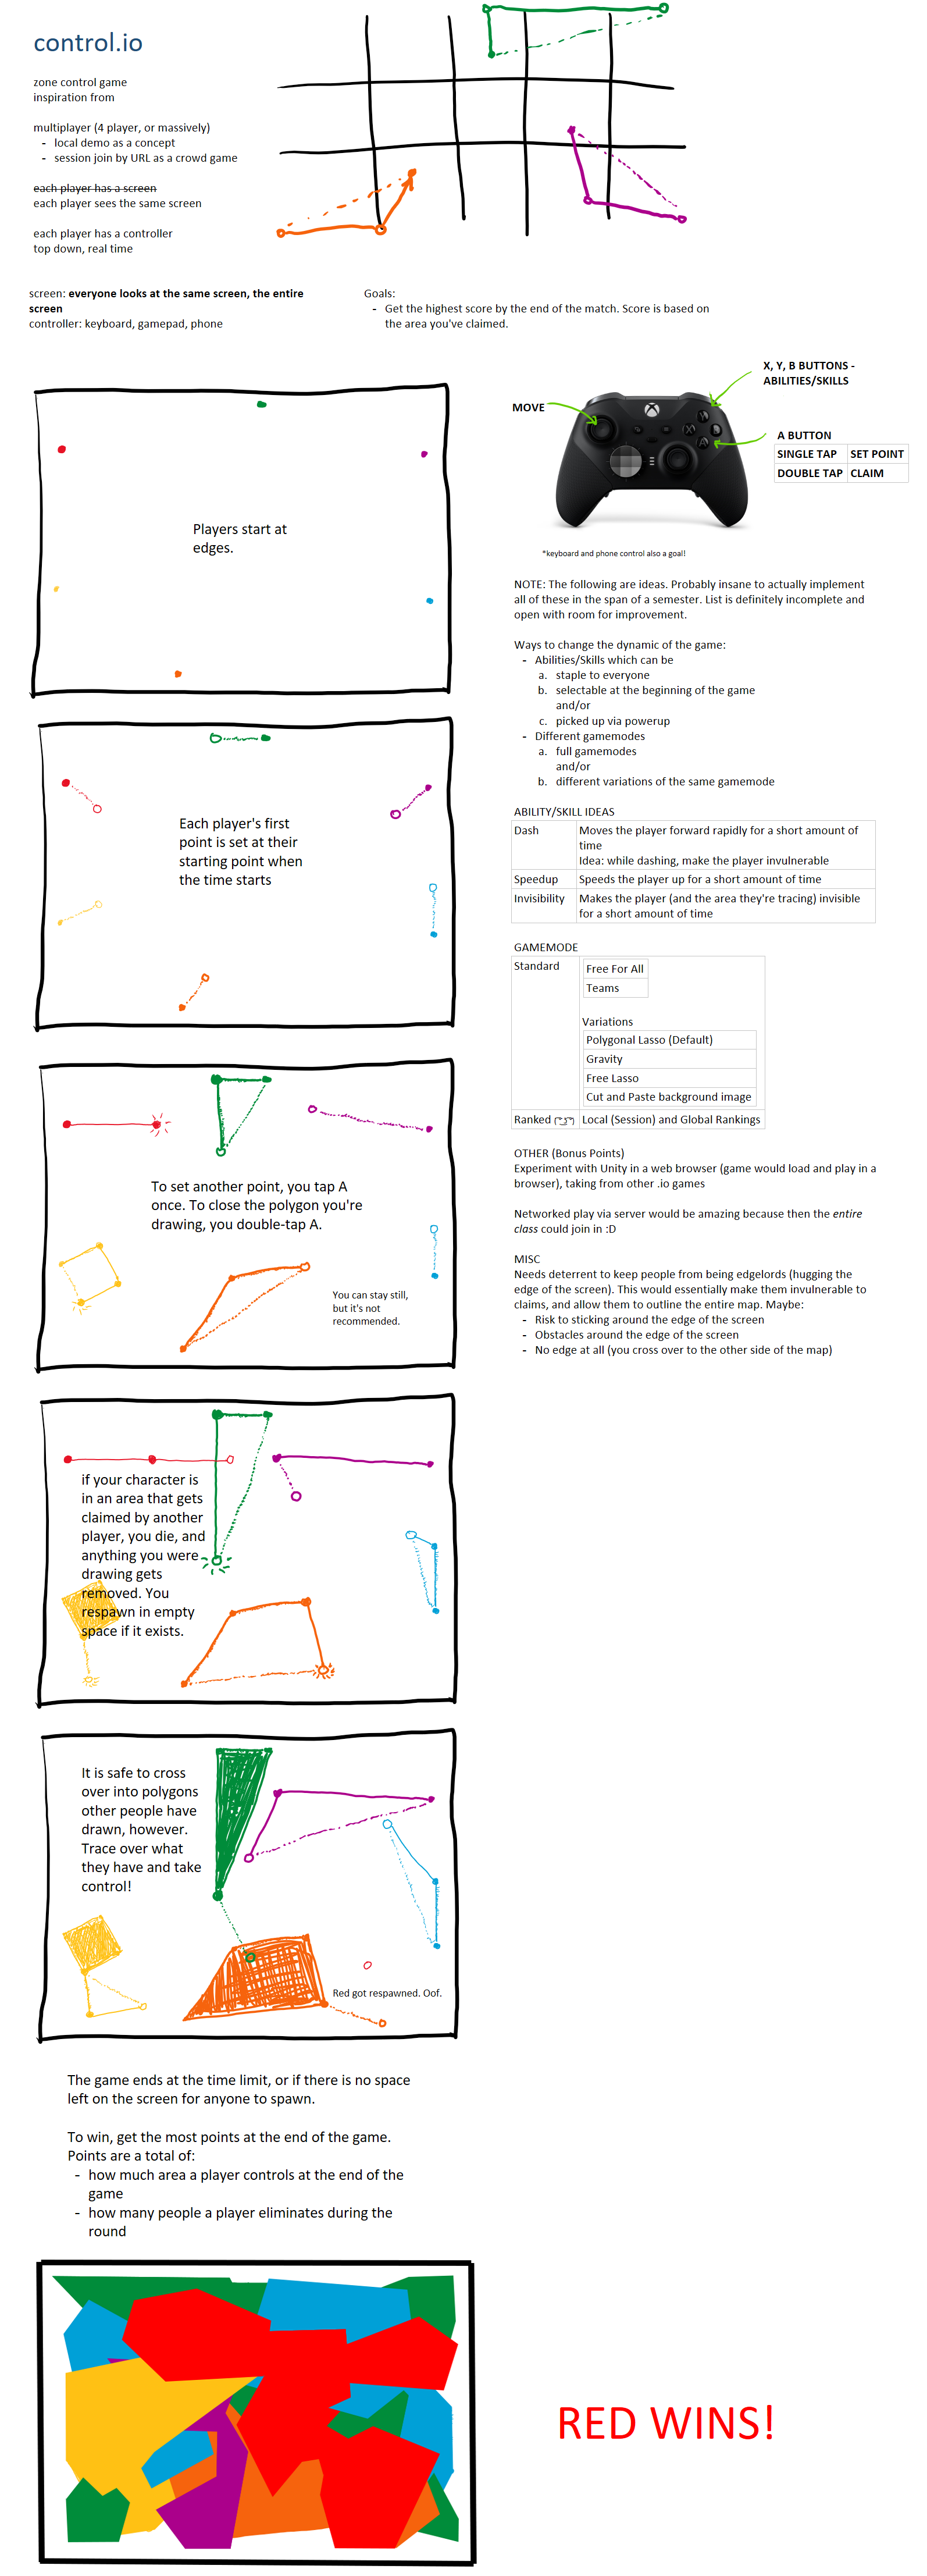 control.io
zone control game
inspiration from
multiplayer (4 player, or massively)
- local demo as a concept
- session join by URL as a crowd game
each player has a screen
each player sees the same screen
each player has a controller
top down, real time
screen: everyone looks at the same screen, the entire
screen
controller: keyboard, gamepad, phone
Goals:
- Get the highest score by the end of the match. Score is based on
the area you've claimed.
X, Y, B BUTTONS -
ABILITIES/SKILLS
MOVE
A BUTTON
SINGLE TAP SET POINT
DOUBLE TAP CLAIM
Y
X
B
A
*keyboard and phone control also a goal!
Players start at
edges.
NOTE: The following are ideas. Probably insane to actually implement
all of these in the span of a semester. List is definitely incomplete and
open with room for improvement.
Ways to change the dynamic of the game:
- Abilities/Skills which can be
a. staple to everyone
b. selectable at the beginning of the game
and/or
c. picked up via powerup
- Different gamemodes
a. full gamemodes
and/or
b. different variations of the same gamemode
Each player's first
point is set at their
starting point when
the time starts
ABILITY/SKILL IDEAS
Dash Moves the player forward rapidly for a short amount of
time
Idea: while dashing, make the player invulnerable
Speedup Speeds the player up for a short amount of time
Invisibility Makes the player (and the area they're tracing) invisible
for a short amount of time
GAMEMODE
Standard
Free For All
Teams
Variations
Polygonal Lasso (Default)
Gravity
Free Lasso
Cut and Paste background image
Ranked Local (Session) and Global Rankings
OTHER (Bonus Points)
Experiment with Unity in a web browser (game would load and play in a
browser), taking from other .io games
Networked play via server would be amazing because then the entire
class could join in :D
MISC
Needs deterrent to keep people from being edgelords (hugging the
edge of the screen). This would essentially make them invulnerable to
claims, and allow them to outline the entire map. Maybe:
- Risk to sticking around the edge of the screen
- Obstacles around the edge of the screen
- No edge at all (you cross over to the other side of the map)
To set another point, you tap A
once. To close the polygon you're
drawing, you double-tap A.
You can stay still,
but it's not
recommended.
if your character is
in an area that gets
claimed by another
player, you die, and
anything you were
drawing gets
removed. You
respawn in empty
space if it exists.
It is safe to cross
over into polygons
other people have
drawn, however.
Trace over what
they have and take
control!
Red got respawned. Oof.
The game ends at the time limit, or if there is no space
left on the screen for anyone to spawn.
To win, get the most points at the end of the game.
Points are a total of:
- how much area a player controls at the end of the
game
- how many people a player eliminates during the
round
RED WINS!